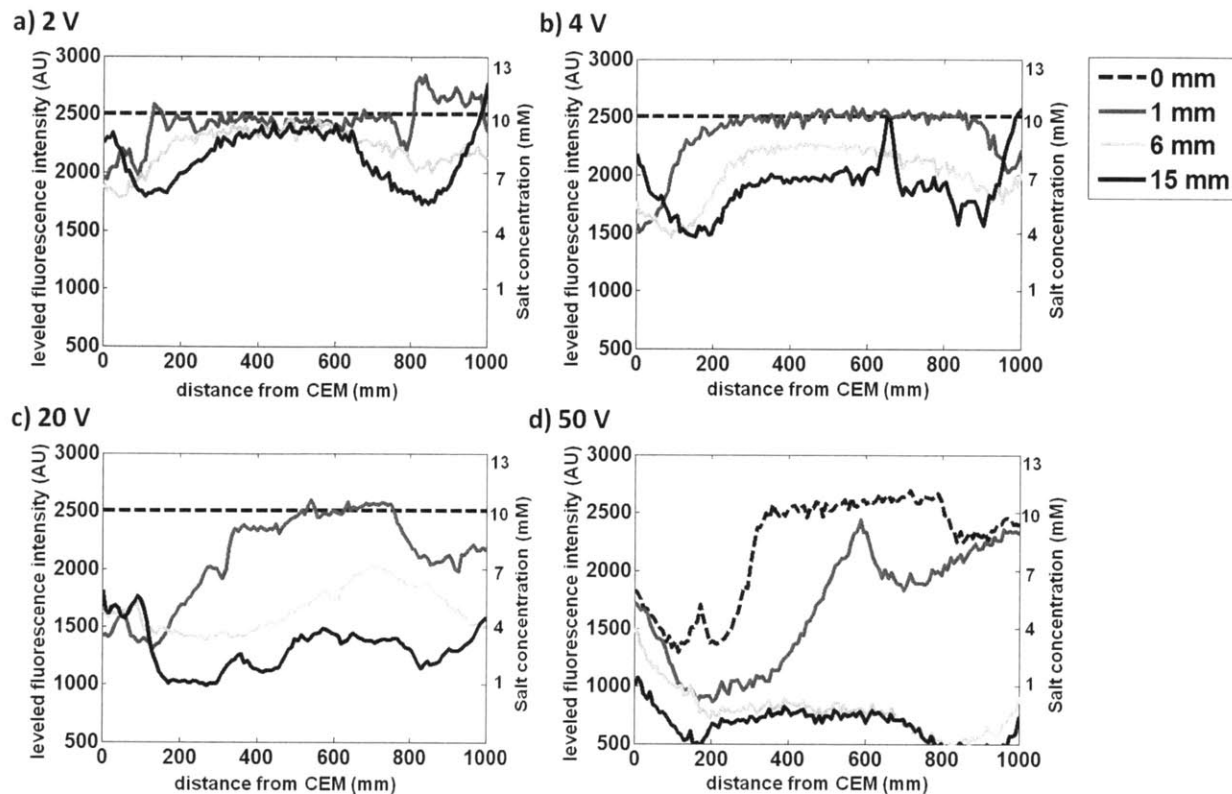 a) 2 V
3000
2500
2000
1500
1000
500
leveled fluorescence intensity (AU)
0 200 400 600 800 1000
distance from CEM (mm)
13
10
7
4
1
Salt concentration (mM)
b) 4 V
3000
2500
2000
1500
1000
500
leveled fluorescence intensity (AU)
0 200 400 600 800 1000
distance from CEM (mm)
13
10
7
4
1
Salt concentration (mM)
0 mm
1 mm
6 mm
15 mm
c) 20 V
3000
2500
2000
1500
1000
500
leveled fluorescence intensity (AU)
0 200 400 600 800 1000
distance from CEM (mm)
13
10
7
4
1
Salt concentration (mM)
d) 50 V
3000
2500
2000
1500
1000
500
leveled fluorescence intensity (AU)
0 200 400 600 800 1000
distance from CEM (mm)
13
10
7
4
1
Salt concentration (mM)